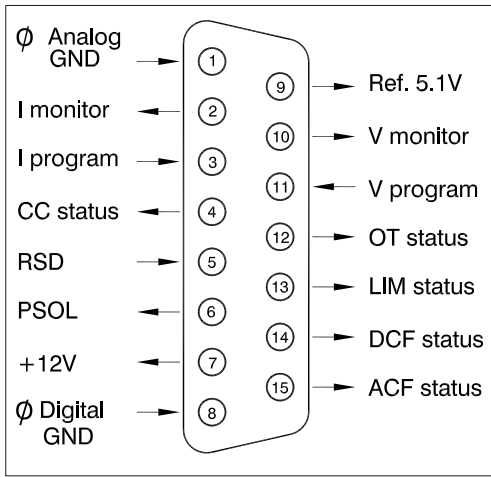 ϕ Analog
GND
1
I monitor
2
I program
3
CC status
4
RSD
5
PSOL
6
+12V
7
ϕ Digital
GND
8
9
Ref. 5.1V
10
V monitor
11
V program
12
OT status
13
LIM status
14
DCF status
15
ACF status